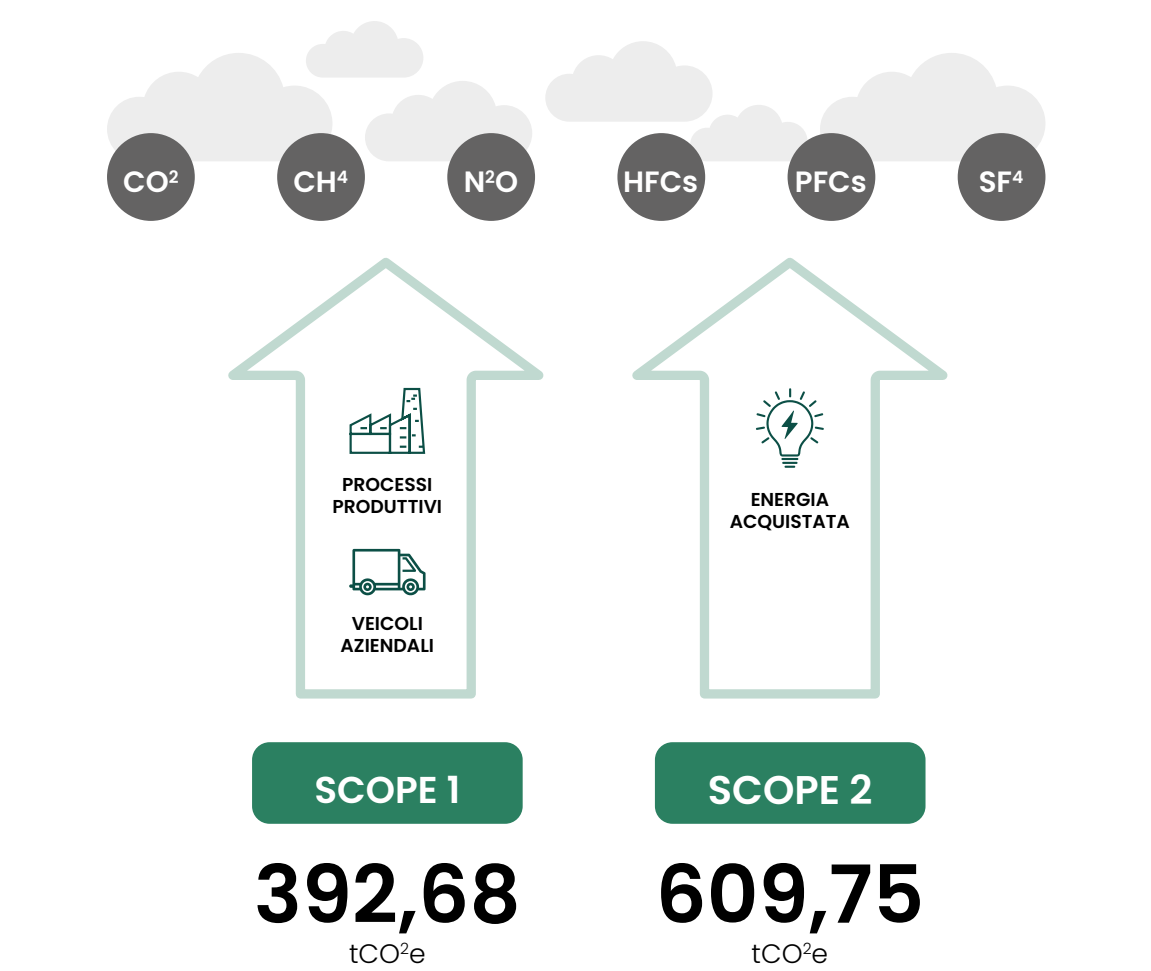 CO²
CH⁴
N²O
HFCs
PFCs
SF⁴
PROCESSI
PRODUTTIVI
VEICOLI
AZIENDALI
ENERGIA
ACQUISTATA
SCOPE 1
SCOPE 2
392,68
tCO²e
609,75
tCO²e